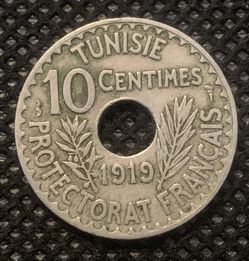 TUNISIE
10 CENTIMES
1919
PROTECTORAT FRANÇAIS